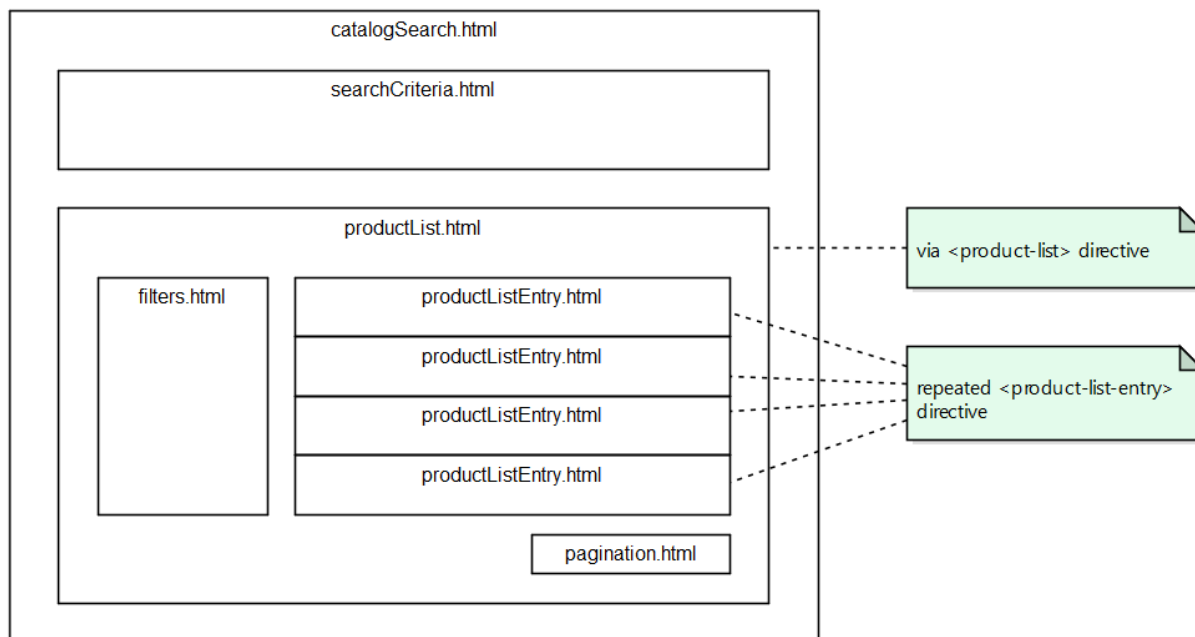 catalogSearch.html
searchCriteria.html
productList.html
via <product-list> directive
filters.html
productListEntry.html
productListEntry.html
productListEntry.html
productListEntry.html
repeated <product-list-entry>
directive
pagination.html